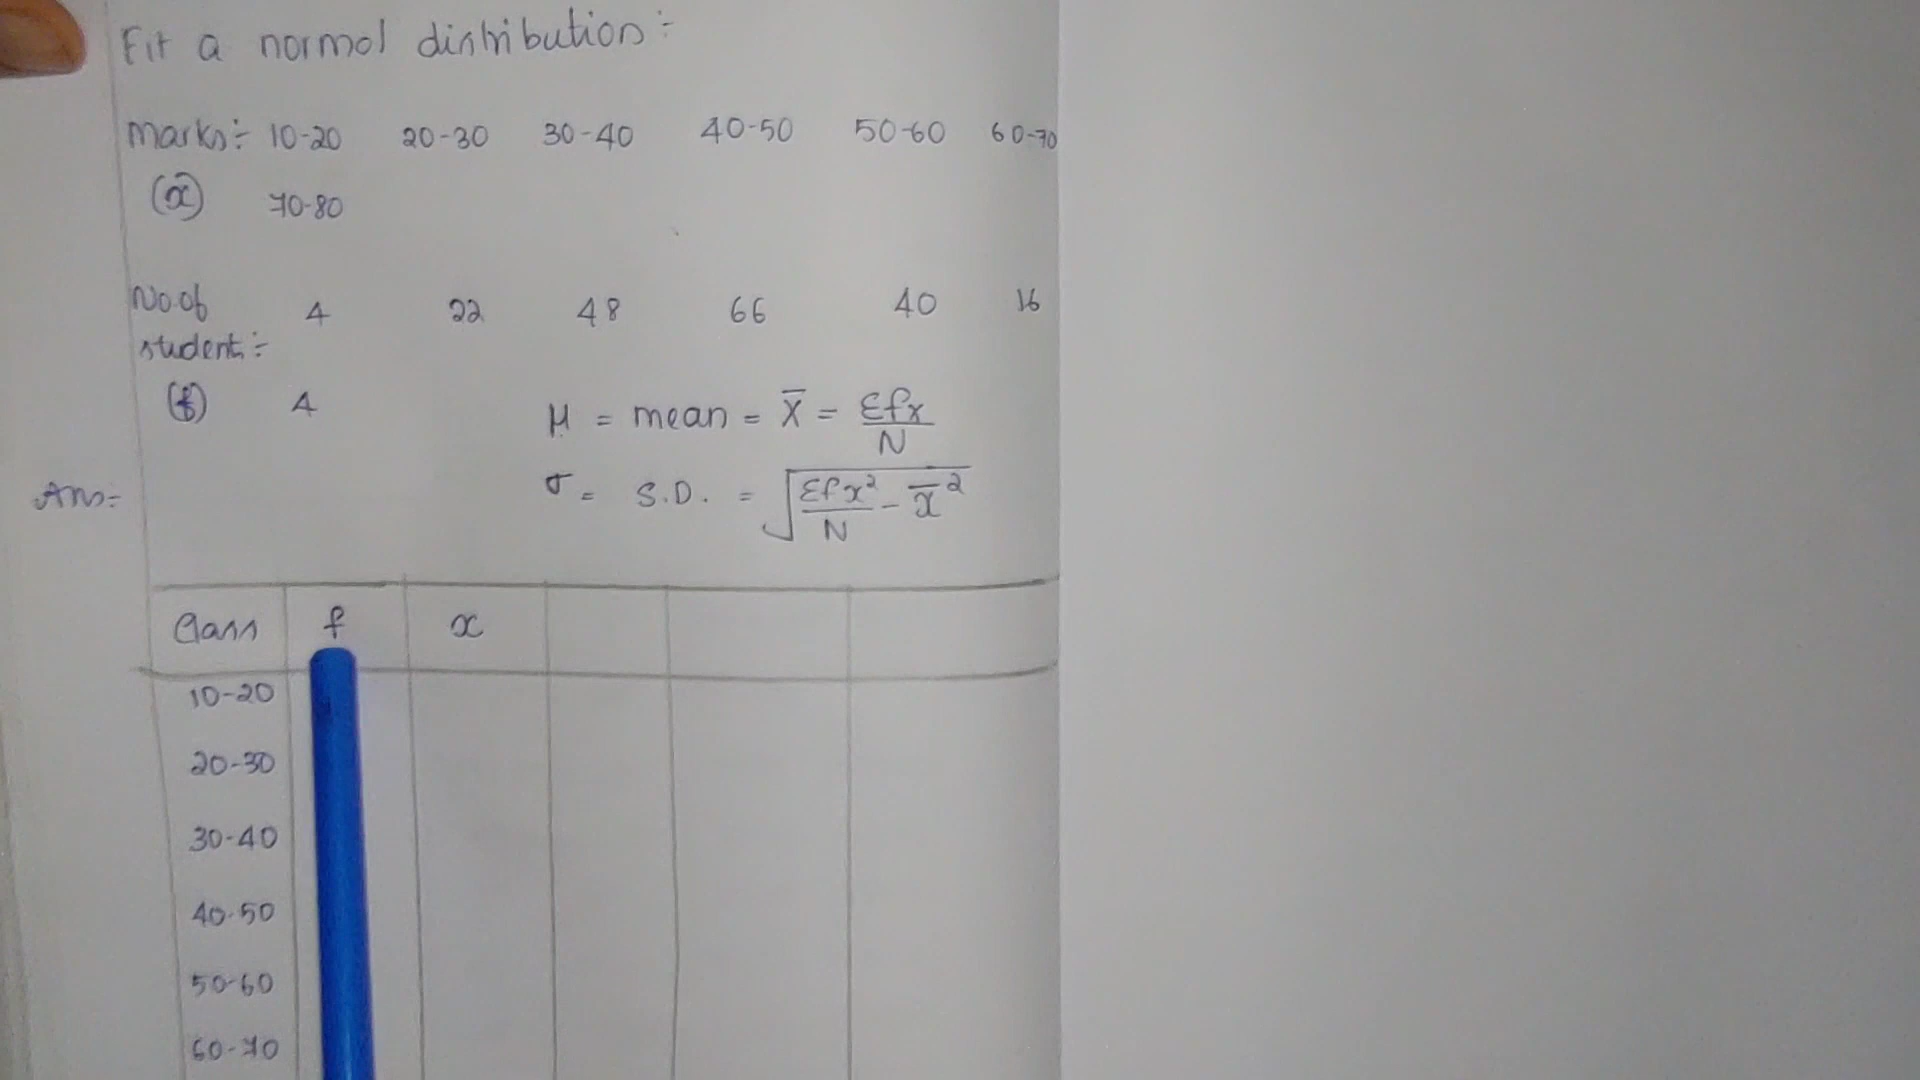 Fit a normal distribution :-
Marks :- 10-20 20-30 30-40 40-50 50-60 60-70
(x) 70-80
No. of 4 22 48 66 40 16
student :-
(f) 4
μ = mean = X̄ = Σfx / N
σ = S.D. = √(Σfx² / N - x̄²)
Ans:-
Class f x
10-20
20-30
30-40
40-50
50-60
60-70